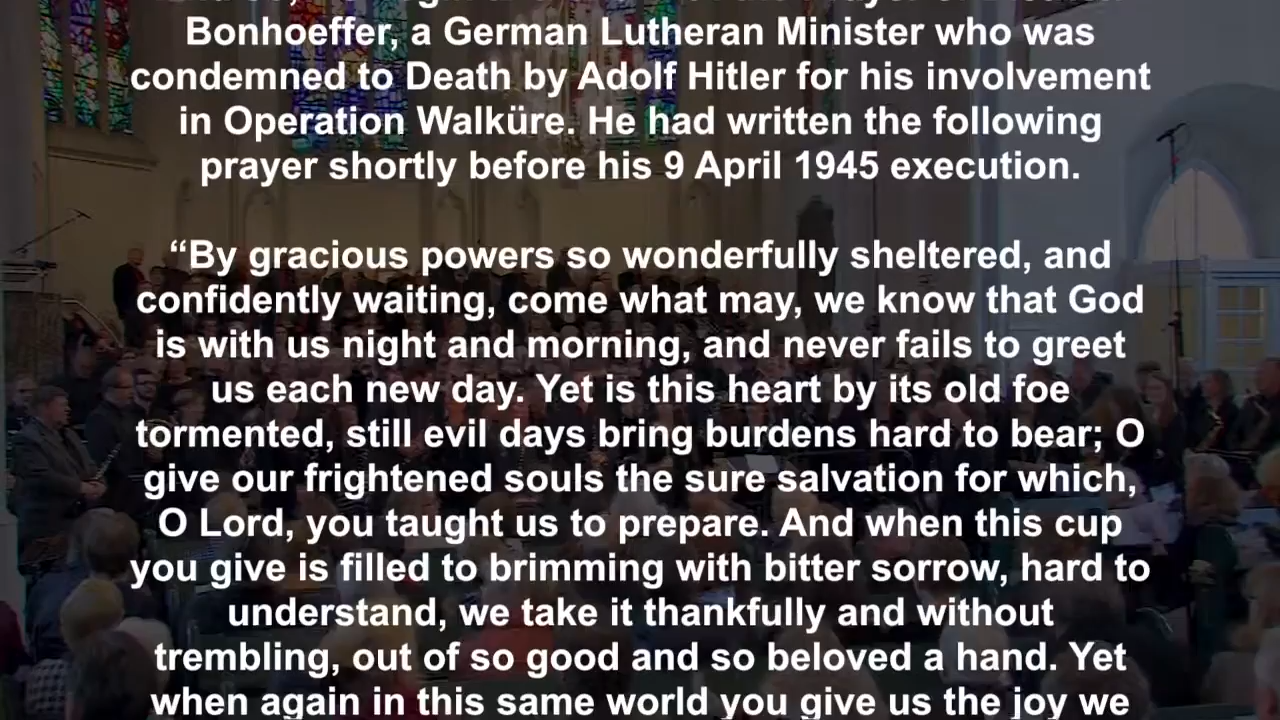 Bonhoeffer, a German Lutheran Minister who was
condemned to Death by Adolf Hitler for his involvement
in Operation Walküre. He had written the following
prayer shortly before his 9 April 1945 execution.
“By gracious powers so wonderfully sheltered, and
confidently waiting, come what may, we know that God
is with us night and morning, and never fails to greet
us each new day. Yet is this heart by its old foe
tormented, still evil days bring burdens hard to bear; O
give our frightened souls the sure salvation for which,
O Lord, you taught us to prepare. And when this cup
you give is filled to brimming with bitter sorrow, hard to
understand, we take it thankfully and without
trembling, out of so good and so beloved a hand. Yet
when again in this same world you give us the joy we